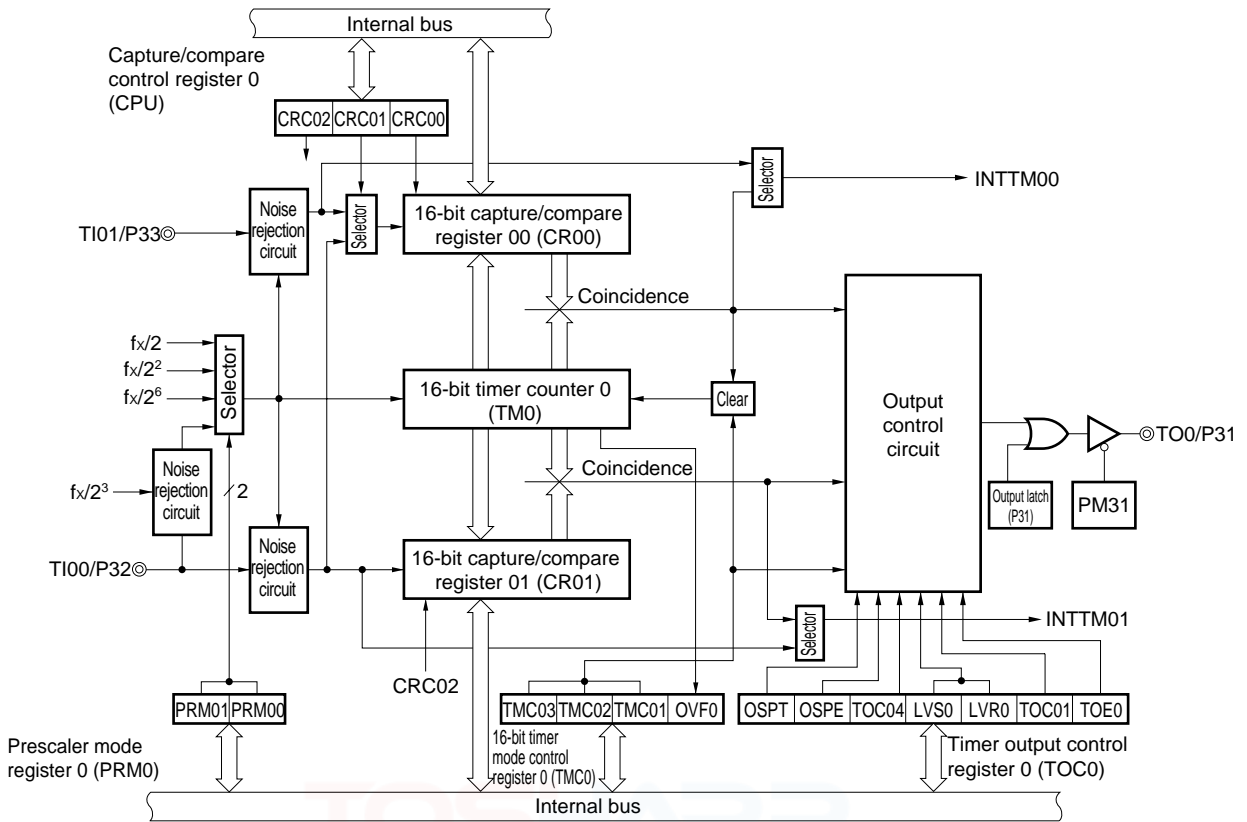 Internal bus
Capture/compare
control register 0
(CPU)
CRC02 CRC01 CRC00
Selector
INTTM00
Noise
rejection
circuit
Selector
16-bit capture/compare
register 00 (CR00)
TI01/P33
Coincidence
fX/2
fX/2²
fX/2⁶
Selector
16-bit timer counter 0
(TM0)
Clear
Output
control
circuit
TO0/P31
Coincidence
fX/2³
Noise
rejection
circuit
2
Output latch
(P31)
PM31
TI00/P32
Noise
rejection
circuit
16-bit capture/compare
register 01 (CR01)
Selector
INTTM01
CRC02
PRM01 PRM00
TMC03 TMC02 TMC01 OVF0
OSPT OSPE TOC04 LVS0 LVR0 TOC01 TOE0
Prescaler mode
register 0 (PRM0)
16-bit timer
mode control
register 0 (TMC0)
Timer output control
register 0 (TOC0)
Internal bus